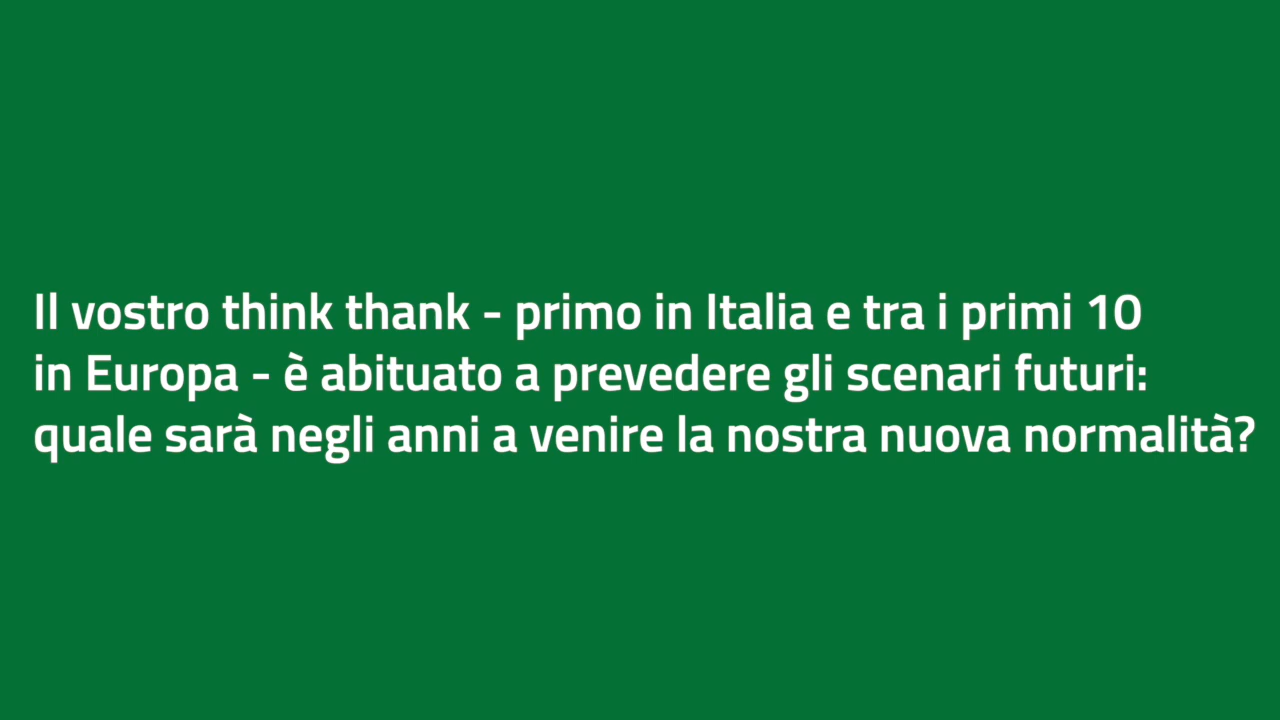 Il vostro think thank - primo in Italia e tra i primi 10
in Europa - è abituato a prevedere gli scenari futuri:
quale sarà negli anni a venire la nostra nuova normalità?